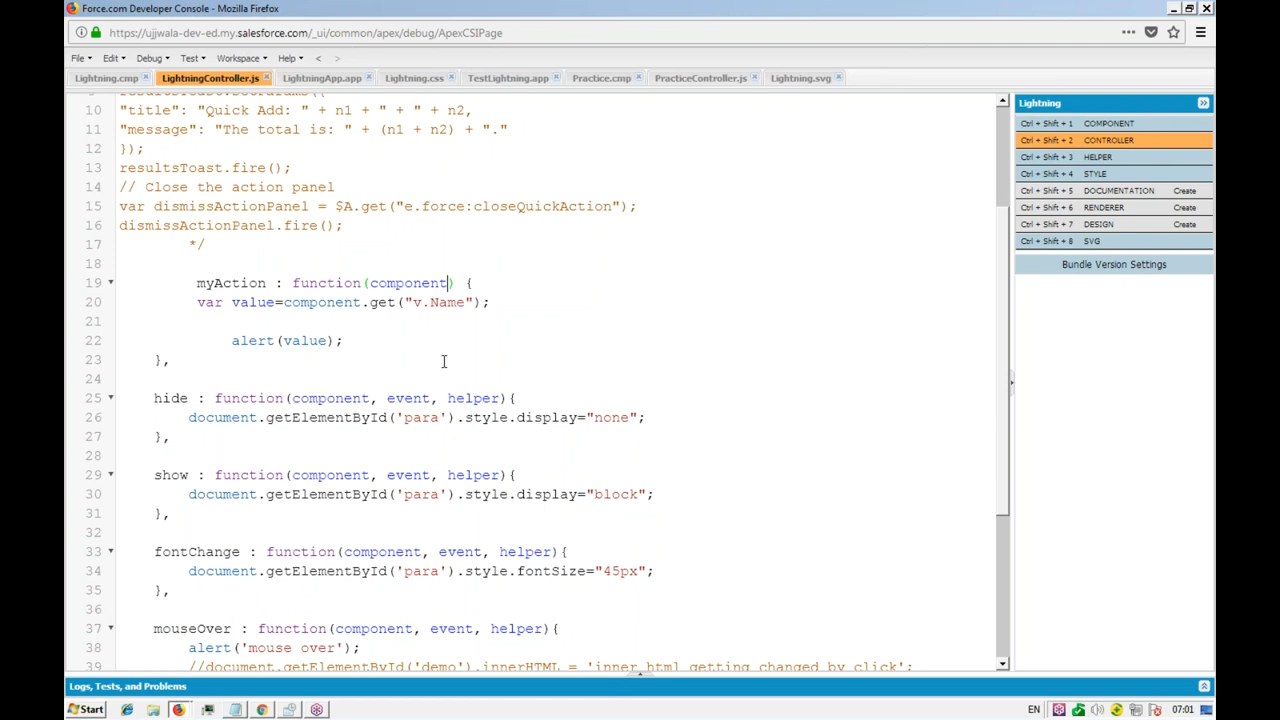 Force.com Developer Console - Mozilla Firefox
https://ujjwala-dev-ed.my.salesforce.com/_ui/common/apex/debug/ApexCSIPage
File Edit Debug Test Workspace Help < >
Lightning.cmp LightningController.js LightningApp.app Lightning.css TestLightning.app Practice.cmp PracticeController.js Lightning.svg
10 "title": "Quick Add: " + n1 + " + " + n2,
11 "message": "The total is: " + (n1 + n2) + "."
12 });
13 resultsToast.fire();
14 // Close the action panel
15 var dismissActionPanel = $A.get("e.force:closeQuickAction");
16 dismissActionPanel.fire();
17 */
18
19 myAction : function(component) {
20 var value=component.get("v.Name");
21
22 alert(value);
23 },
24
25 hide : function(component, event, helper){
26 document.getElementById('para').style.display="none";
27 },
28
29 show : function(component, event, helper){
30 document.getElementById('para').style.display="block";
31 },
32
33 fontChange : function(component, event, helper){
34 document.getElementById('para').style.fontSize="45px";
35 },
36
37 mouseOver : function(component, event, helper){
38 alert('mouse over');
39 //document.getElementById('demo').innerHTML = 'inner html getting changed by click';
Lightning
Ctrl + Shift + 1 COMPONENT
Ctrl + Shift + 2 CONTROLLER
Ctrl + Shift + 3 HELPER
Ctrl + Shift + 4 STYLE
Ctrl + Shift + 5 DOCUMENTATION Create
Ctrl + Shift + 6 RENDERER Create
Ctrl + Shift + 7 DESIGN Create
Ctrl + Shift + 8 SVG
Bundle Version Settings
Logs, Tests, and Problems
Start EN 07:01